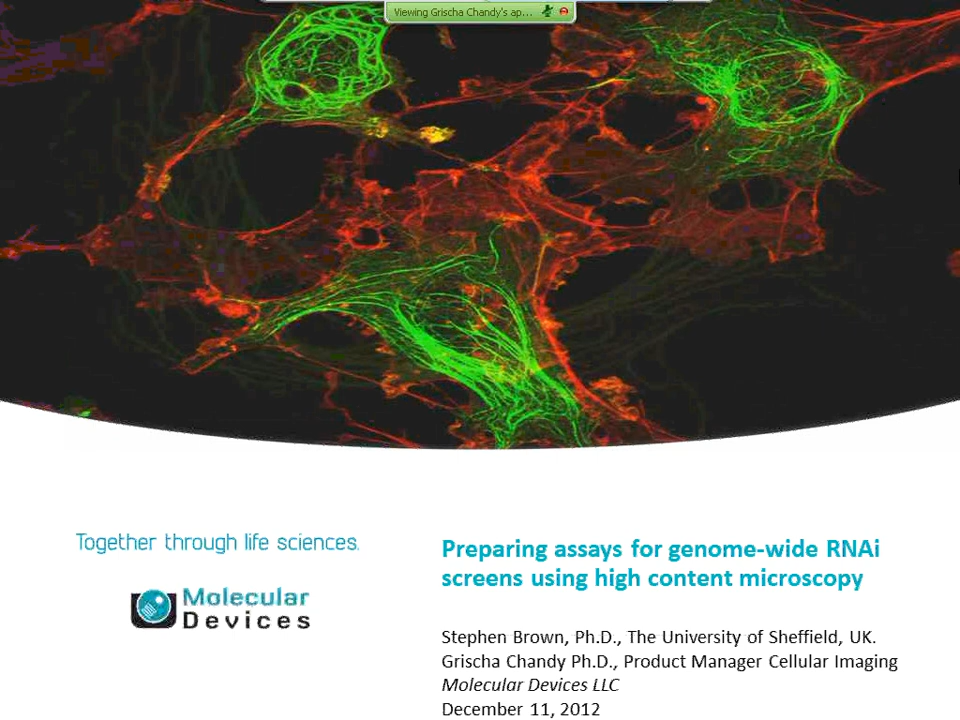 Viewing Grischa Chandy's ap...
Together through life sciences.
Molecular
Devices
Preparing assays for genome-wide RNAi
screens using high content microscopy
Stephen Brown, Ph.D., The University of Sheffield, UK.
Grischa Chandy Ph.D., Product Manager Cellular Imaging
Molecular Devices LLC
December 11, 2012